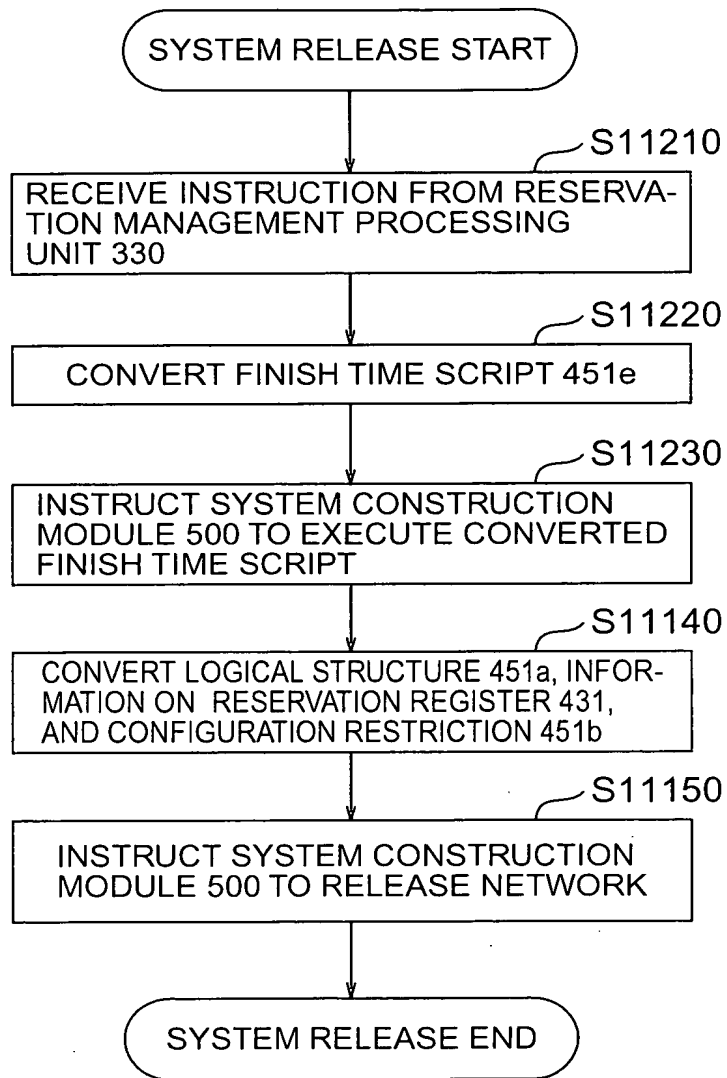 SYSTEM RELEASE START
S11210
RECEIVE INSTRUCTION FROM RESERVA-
TION MANAGEMENT PROCESSING
UNIT 330
S11220
CONVERT FINISH TIME SCRIPT 451e
S11230
INSTRUCT SYSTEM CONSTRUCTION
MODULE 500 TO EXECUTE CONVERTED
FINISH TIME SCRIPT
S11140
CONVERT LOGICAL STRUCTURE 451a, INFOR-
MATION ON RESERVATION REGISTER 431,
AND CONFIGURATION RESTRICTION 451b
S11150
INSTRUCT SYSTEM CONSTRUCTION
MODULE 500 TO RELEASE NETWORK
SYSTEM RELEASE END